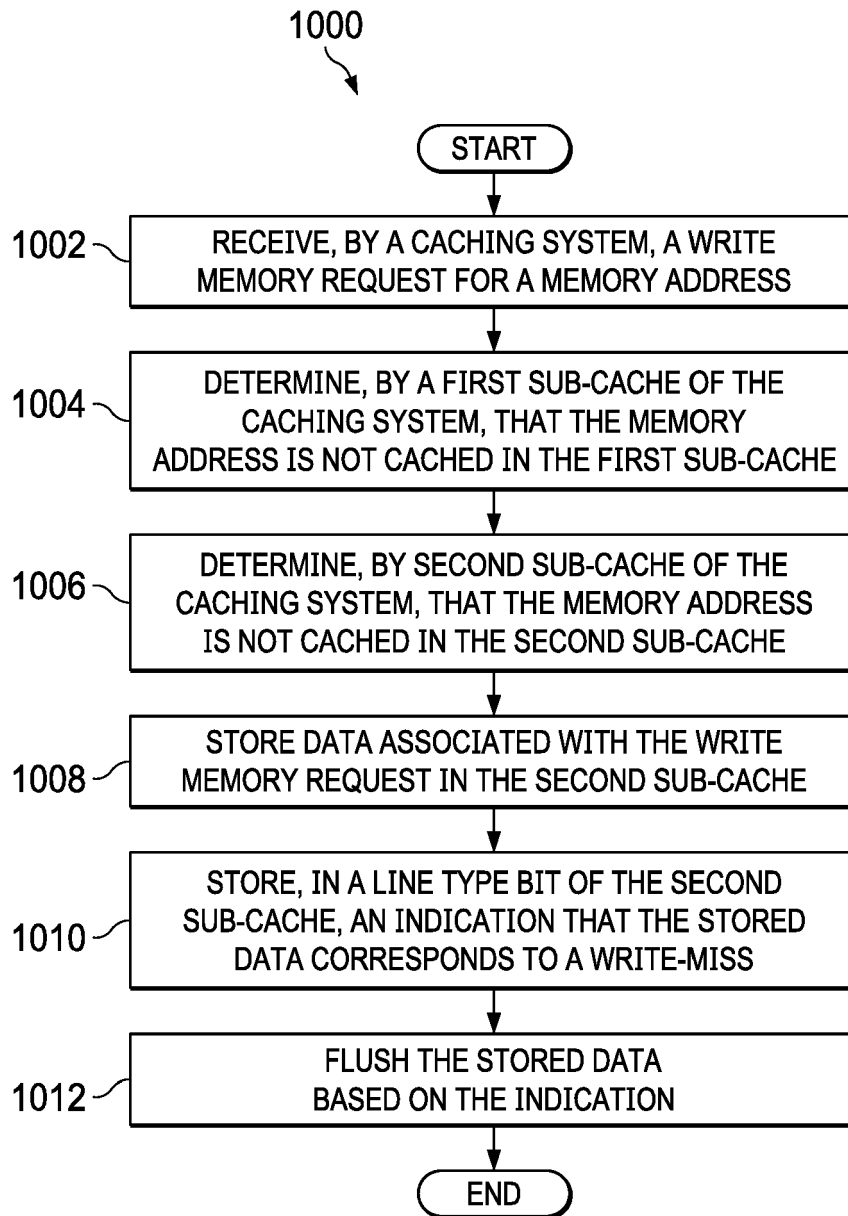 1000
START
1002
RECEIVE, BY A CACHING SYSTEM, A WRITE
MEMORY REQUEST FOR A MEMORY ADDRESS
1004
DETERMINE, BY A FIRST SUB-CACHE OF THE
CACHING SYSTEM, THAT THE MEMORY
ADDRESS IS NOT CACHED IN THE FIRST SUB-CACHE
1006
DETERMINE, BY SECOND SUB-CACHE OF THE
CACHING SYSTEM, THAT THE MEMORY ADDRESS
IS NOT CACHED IN THE SECOND SUB-CACHE
1008
STORE DATA ASSOCIATED WITH THE WRITE
MEMORY REQUEST IN THE SECOND SUB-CACHE
1010
STORE, IN A LINE TYPE BIT OF THE SECOND
SUB-CACHE, AN INDICATION THAT THE STORED
DATA CORRESPONDS TO A WRITE-MISS
1012
FLUSH THE STORED DATA
BASED ON THE INDICATION
END